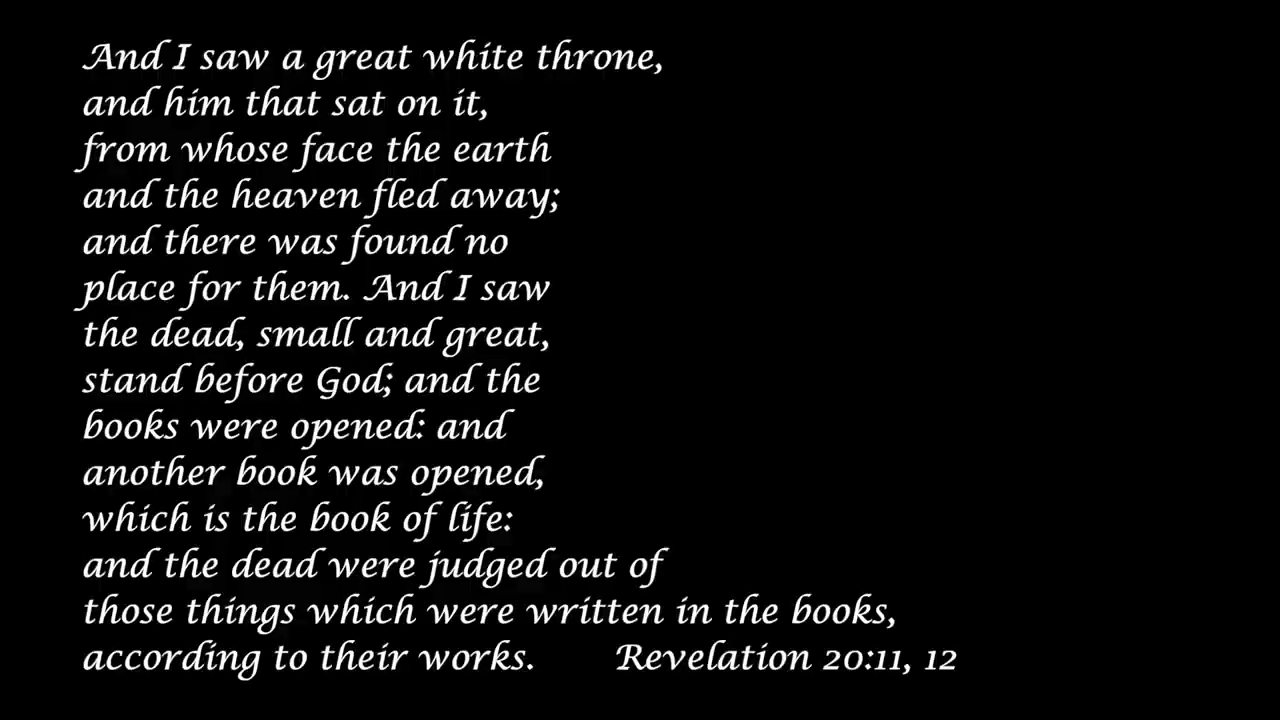 And I saw a great white throne,
and him that sat on it,
from whose face the earth
and the heaven fled away;
and there was found no
place for them. And I saw
the dead, small and great,
stand before God; and the
books were opened: and
another book was opened,
which is the book of life:
and the dead were judged out of
those things which were written in the books,
according to their works. Revelation 20:11, 12